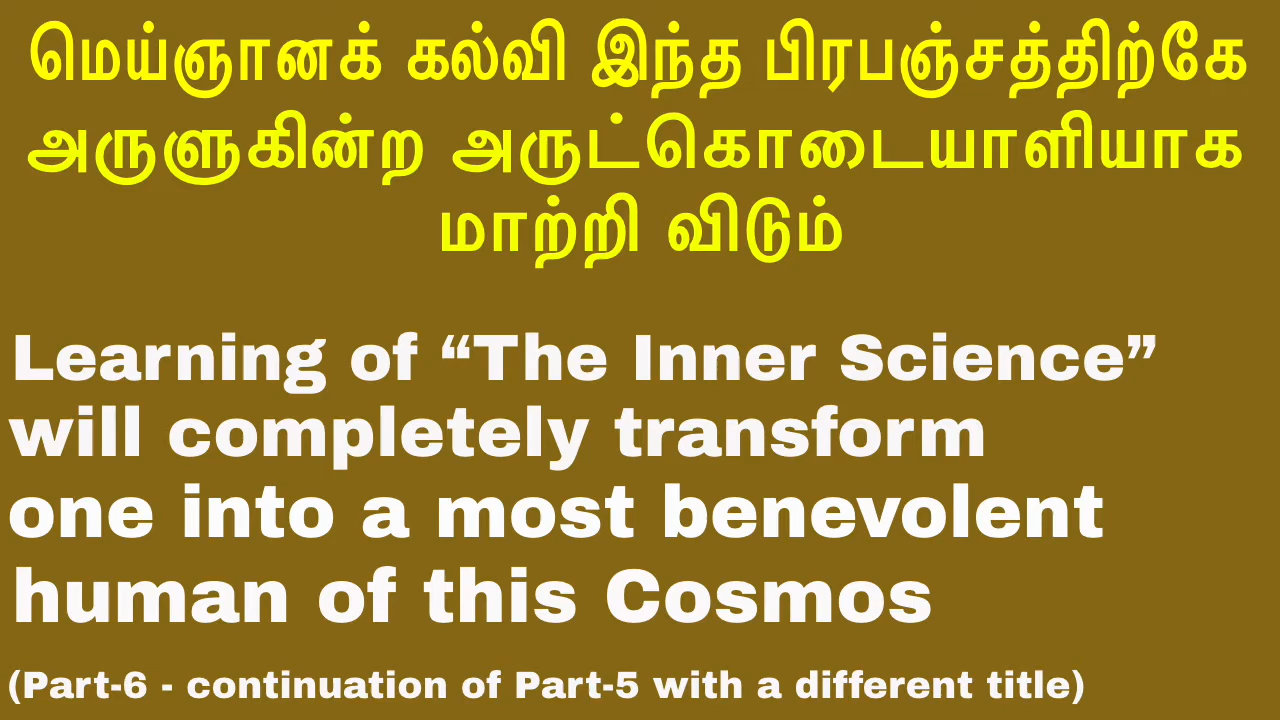 மெய்ஞானக் கல்வி இந்த பிரபஞ்சத்திற்கே
அருளுகின்ற அருட்கொடையாளியாக
மாற்றி விடும்
Learning of “The Inner Science”
will completely transform
one into a most benevolent
human of this Cosmos
(Part-6 - continuation of Part-5 with a different title)